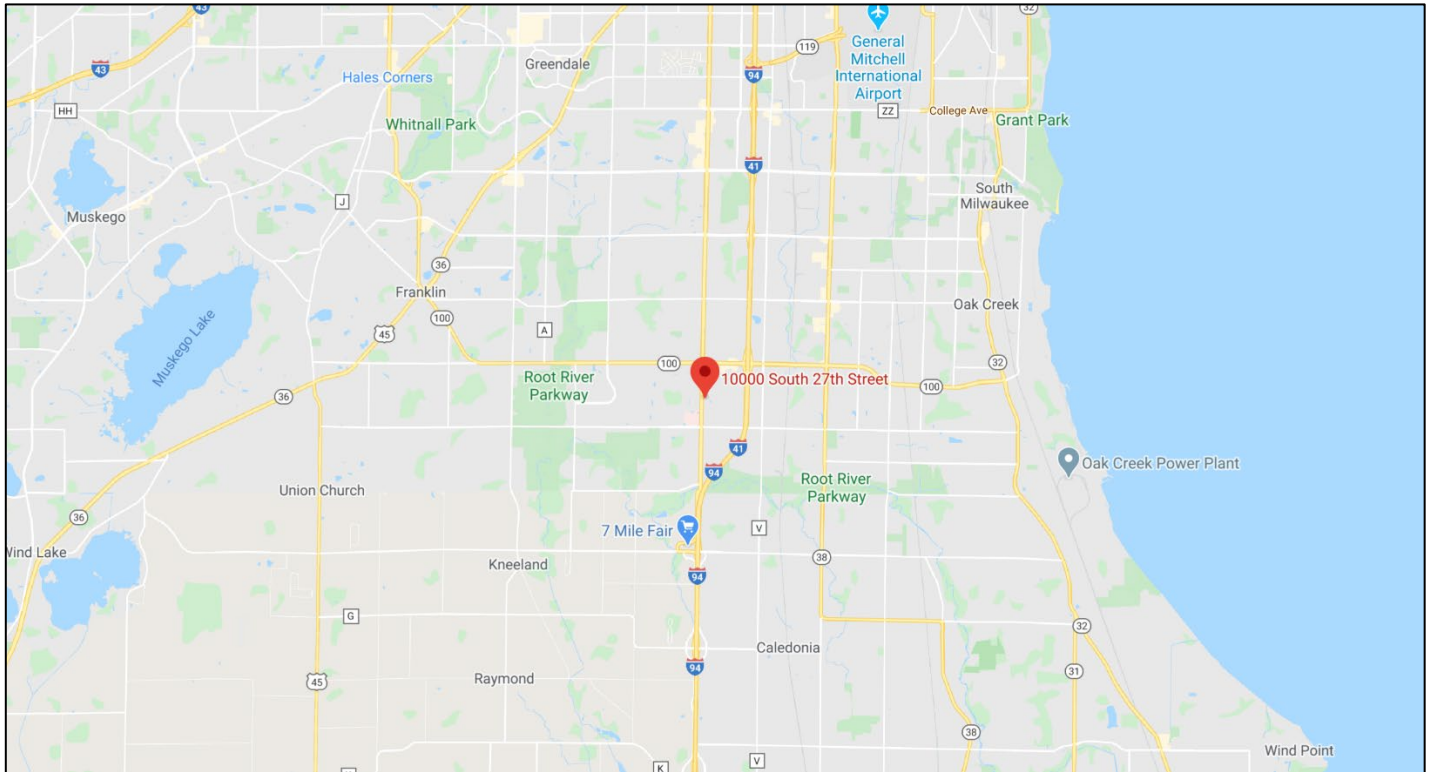 43
32
General
Mitchell
International
Airport
119
Greendale
43
94
Hales Corners
HH
ZZ
College Ave
Whitnall Park
Grant Park
41
South
Milwaukee
J
Muskego
36
Franklin
Oak Creek
100
45
A
Muskego Lake
100
32
Root River
Parkway
10000 South 27th Street
100
36
41
Oak Creek Power Plant
94
Root River
Parkway
Union Church
36
7 Mile Fair
V
Wind Lake
38
Kneeland
94
G
32
Caledonia
94
31
45
Raymond
38
Wind Point
V
K